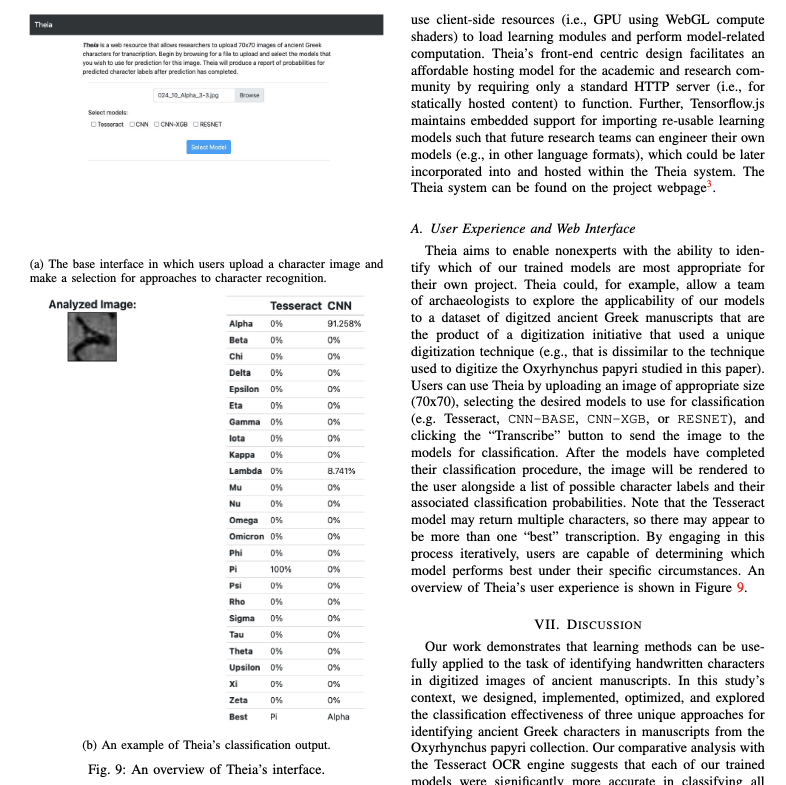 Theia
Theia is a web resource that allows researchers to upload 70x70 images of ancient Greek
characters for transcription. Begin by browsing for a file to upload and select the models that
you wish to use for prediction for this image. Theia will produce a report of probabilities for
predicted character labels after prediction has completed.
024_10_Alpha_3-3.jpg Browse
Select models:
Tesseract CNN CNN-XGB RESNET
Select Model
(a) The base interface in which users upload a character image and
make a selection for approaches to character recognition.
Analyzed Image:
Tesseract CNN
Alpha 0% 91.258%
Beta 0% 0%
Chi 0% 0%
Delta 0% 0%
Epsilon 0% 0%
Eta 0% 0%
Gamma 0% 0%
Iota 0% 0%
Kappa 0% 0%
Lambda 0% 8.741%
Mu 0% 0%
Nu 0% 0%
Omega 0% 0%
Omicron 0% 0%
Phi 0% 0%
Pi 100% 0%
Psi 0% 0%
Rho 0% 0%
Sigma 0% 0%
Tau 0% 0%
Theta 0% 0%
Upsilon 0% 0%
Xi 0% 0%
Zeta 0% 0%
Best Pi Alpha
(b) An example of Theia's classification output.
Fig. 9: An overview of Theia's interface.
use client-side resources (i.e., GPU using WebGL compute
shaders) to load learning modules and perform model-related
computation. Theia's front-end centric design facilitates an
affordable hosting model for the academic and research com-
munity by requiring only a standard HTTP server (i.e., for
statically hosted content) to function. Further, Tensorflow.js
maintains embedded support for importing re-usable learning
models such that future research teams can engineer their own
models (e.g., in other language formats), which could be later
incorporated into and hosted within the Theia system. The
Theia system can be found on the project webpage3.
A. User Experience and Web Interface
Theia aims to enable nonexperts with the ability to iden-
tify which of our trained models are most appropriate for
their own project. Theia could, for example, allow a team
of archaeologists to explore the applicability of our models
to a dataset of digitzed ancient Greek manuscripts that are
the product of a digitization initiative that used a unique
digitization technique (e.g., that is dissimilar to the technique
used to digitize the Oxyrhynchus papyri studied in this paper).
Users can use Theia by uploading an image of appropriate size
(70x70), selecting the desired models to use for classification
(e.g. Tesseract, CNN-BASE, CNN-XGB, or RESNET), and
clicking the "Transcribe" button to send the image to the
models for classification. After the models have completed
their classification procedure, the image will be rendered to
the user alongside a list of possible character labels and their
associated classification probabilities. Note that the Tesseract
model may return multiple characters, so there may appear to
be more than one "best" transcription. By engaging in this
process iteratively, users are capable of determining which
model performs best under their specific circumstances. An
overview of Theia's user experience is shown in Figure 9.
VII. DISCUSSION
Our work demonstrates that learning methods can be use-
fully applied to the task of identifying handwritten characters
in digitized images of ancient manuscripts. In this study's
context, we designed, implemented, optimized, and explored
the classification effectiveness of three unique approaches for
identifying ancient Greek characters in manuscripts from the
Oxyrhynchus papyri collection. Our comparative analysis with
the Tesseract OCR engine suggests that each of our trained
models were significantly more accurate in classifying all